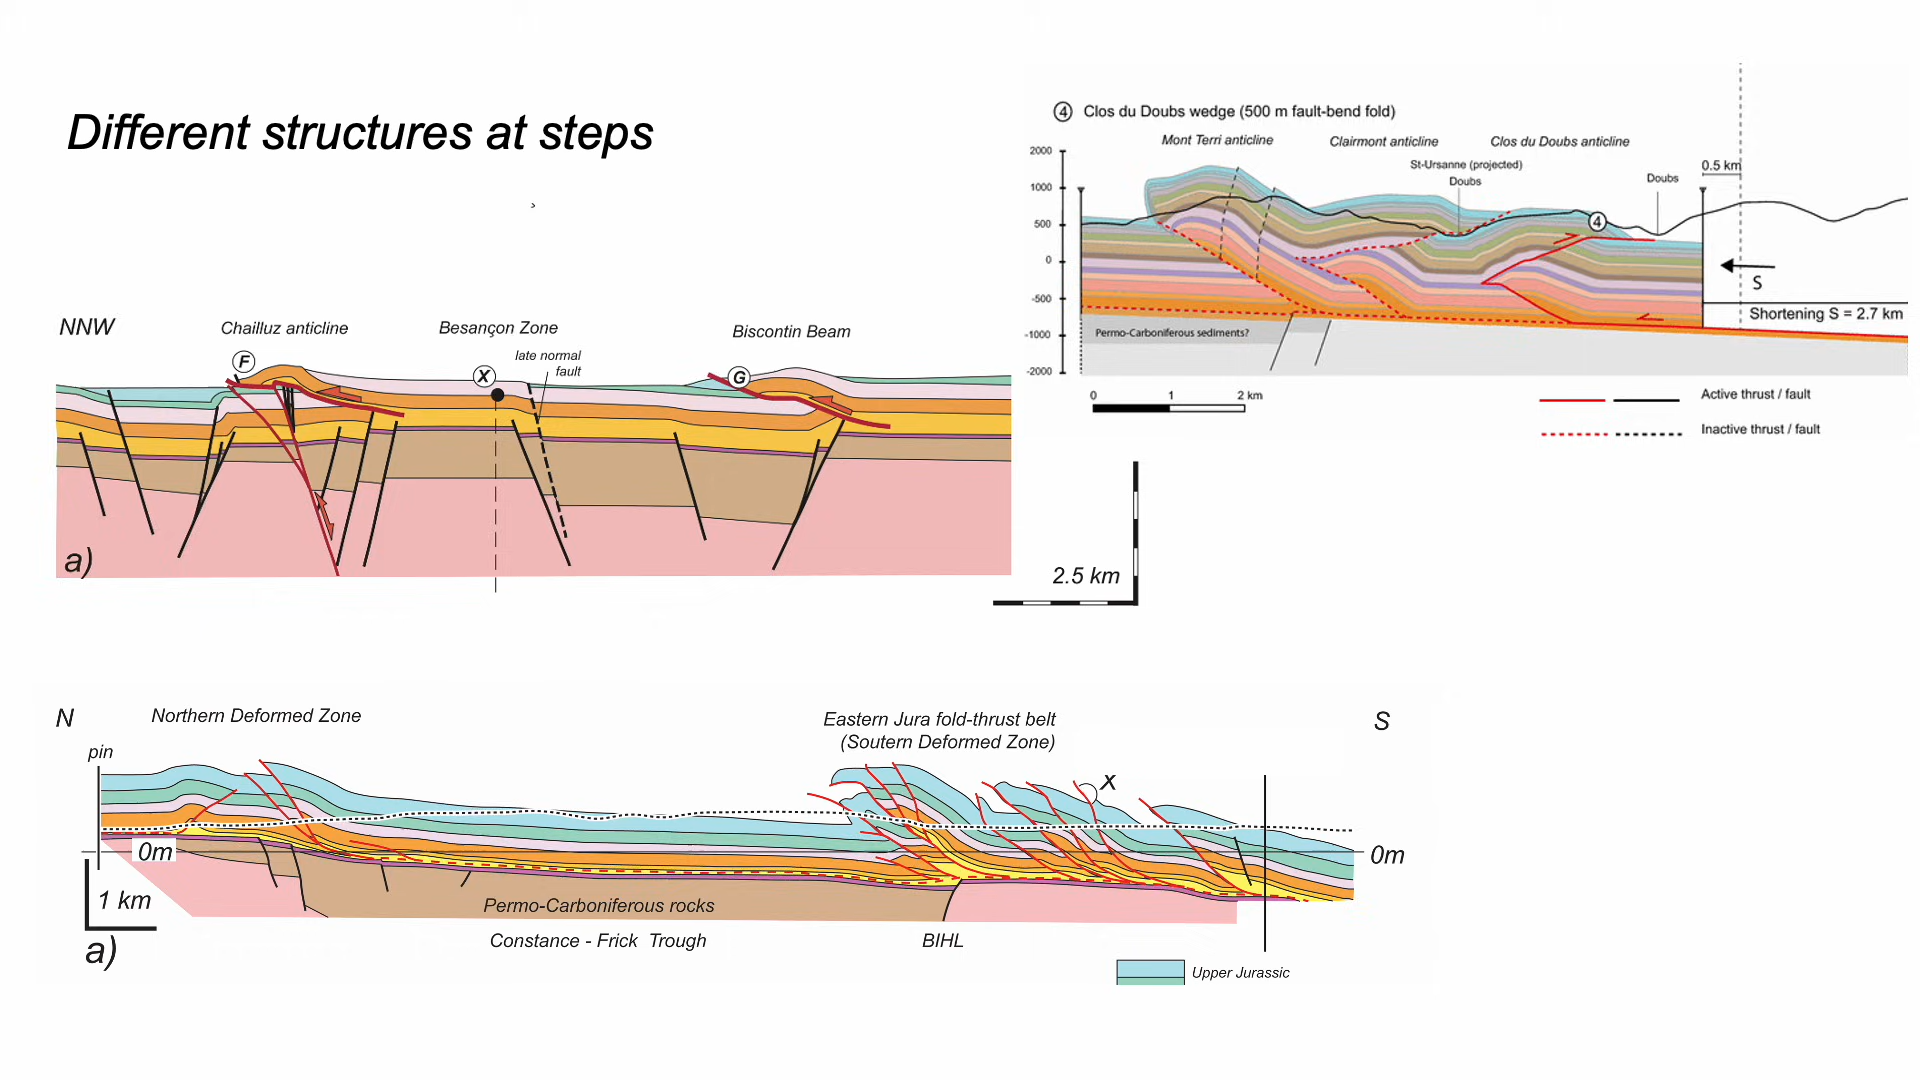 Different structures at steps
④ Clos du Doubs wedge (500 m fault-bend fold)
Mont Terri anticline
Clairmont anticline
Clos du Doubs anticline
St-Ursanne (projected)
Doubs
Doubs
0.5 km
2000
1000
500
0
-500
-1000
-2000
4
S
Shortening S = 2.7 km
Permo-Carboniferous sediments?
0
1
2 km
Active thrust / fault
Inactive thrust / fault
NNW
Chailluz anticline
Besançon Zone
Biscontin Beam
late normal
fault
F
X
G
a)
2.5 km
N
Northern Deformed Zone
Eastern Jura fold-thrust belt
(Soutern Deformed Zone)
S
pin
X
0m
0m
1 km
Permo-Carboniferous rocks
a)
Constance - Frick Trough
BIHL
Upper Jurassic